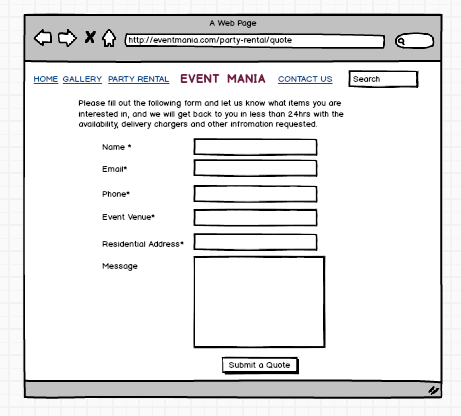 A Web Page
http://eventmania.com/party-rental/quote
HOME GALLERY PARTY RENTAL EVENT MANIA CONTACT US Search
Please fill out the following form and let us know what items you are
interested in, and we will get back to you in less than 24hrs with the
availability, delivery chargers and other infromation requested.
Name *
Email*
Phone*
Event Venue*
Residential Address*
Message
Submit a Quote